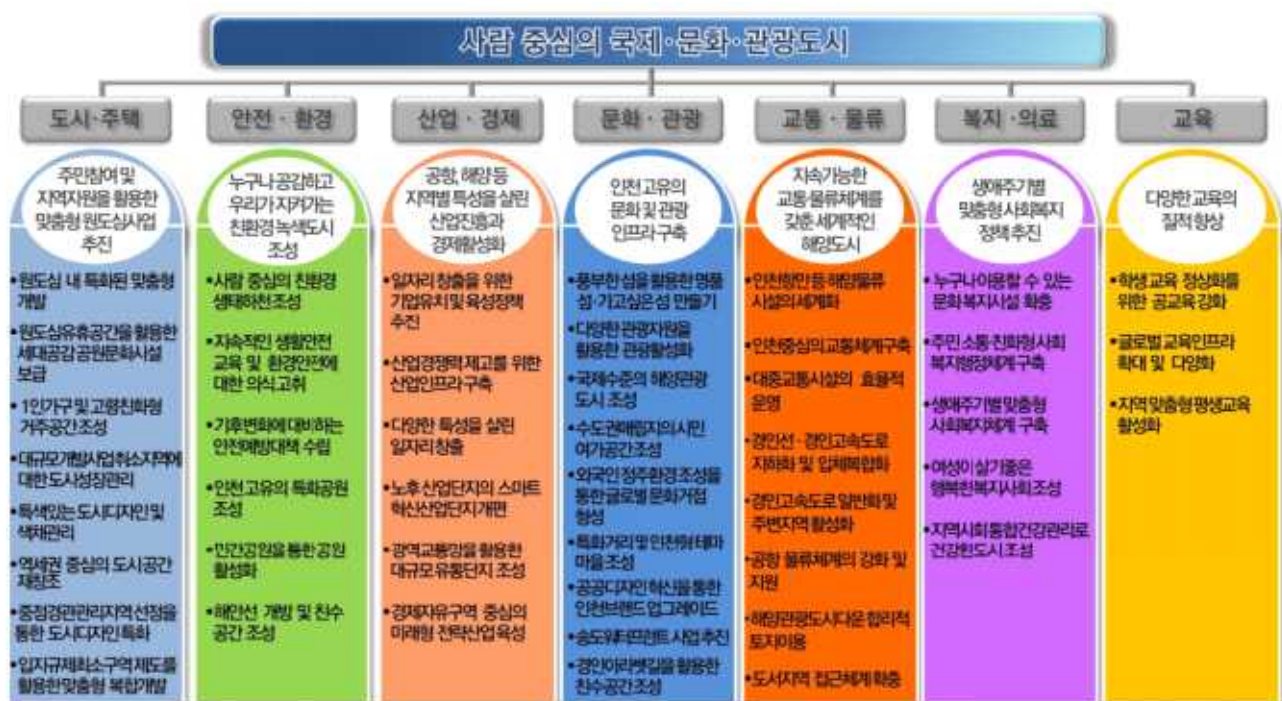 사람 중심의 국제·문화·관광도시
도시·주택
주민참여 및
지역자원을 활용한
맞춤형 원도심사업
추진
•원도심 내 특화된 맞춤형
개발
•원도심유휴공간을 활용한
세대공감 공원문화시설
보급
•1인가구 및 고령친화형
거주공간 조성
•대규모개발사업 취소지역에
대한 도시성장관리
•특색있는 도시디자인 및
색채관리
•역세권 중심의 도시 공간
재창조
•중점경관관리지역 선정을
통한 도시디자인 특화
•입지규제최소구역 제도를
활용한 맞춤형 복합개발
안전·환경
누구나 공감하고
우리가 지켜가는
친환경 녹색도시
조성
•사람 중심의 친환경
생태하천 조성
•지속적인 생활안전
교육 및 환경안전에
대한 의식 고취
•기후변화에 대비하는
안전예방대책 수립
•인천 고유의 특화공원
조성
•민간공원을 통한 공원
활성화
•해안선 개방 및 친수
공간 조성
산업·경제
공항, 해양 등
지역별 특성을 살린
산업진흥과
경제활성화
•일자리 창출을 위한
기업유치 및 육성정책
추진
•산업경쟁력 제고를 위한
산업인프라 구축
•다양한 특성을 살린
일자리 창출
•노후 산업단지의 스마트
혁신산업단지 개편
•광역교통망을 활용한
대규모 유통단지 조성
•경제자유구역 중심의
미래형 전략산업 육성
문화·관광
인천 고유의
문화 및 관광
인프라 구축
•풍부한 섬을 활용한 명품
섬·가고싶은 섬 만들기
•다양한 관광자원을
활용한 관광활성화
•국제수준의 해양관광
도시 조성
•수도권매립지의 시민
여가공간 조성
•외국인 정주환경 조성을
통한 글로벌 문화거점
형성
•특화거리 및 인천형 테마
마을 조성
•공공디자인 혁신을 통한
인천브랜드 업그레이드
•송도워터프런트 사업 추진
•경인아라뱃길을 활용한
친수공간 조성
교통·물류
지속가능한
교통·물류체계를
갖춘 세계적인
해양도시
•인천항만 등 해양물류
시설의 세계화
•인천중심의 교통체계 구축
•대중교통시설의 효율적
운영
•경인선·경인고속도로
지하화 및 입체복합화
•경인고속도로 일반화 및
주변지역 활성화
•공항 물류체계의 강화 및
지원
•해양관광도시다운 합리적
토지이용
•도서지역 접근체계 확충
복지·의료
생애주기별
맞춤형 사회복지
정책 추진
•누구나 이용할 수 있는
문화 복지시설 확충
•주민 소통·친화형 사회
복지행정체계 구축
•생애주기별 맞춤형
사회복지체계 구축
•여성이 살기좋은
행복한 복지사회 조성
•지역사회 통합건강관리로
건강한 도시 조성
교육
다양한 교육의
질적 향상
•학생 교육 정상화를
위한 공교육 강화
•글로벌 교육인프라
확대 및 다양화
•지역 맞춤형 평생교육
활성화